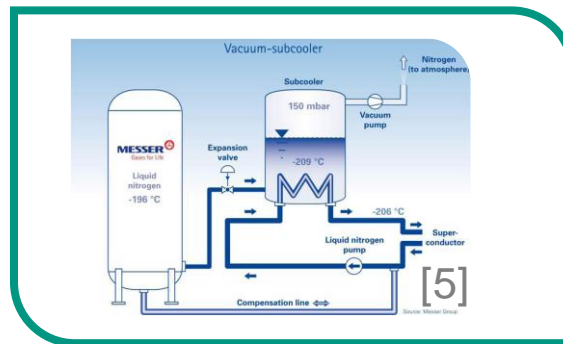 Vacuum-subcooler
Nitrogen
(to atmosphere)
Subcooler
150 mbar
Vacuum
pump
MESSER
Gases for Life
Expansion
valve
-209 °C
Liquid
nitrogen
-196 °C
-206 °C
Super-
conductor
Liquid nitrogen
pump
[5]
Compensation line
Source: Messer Group